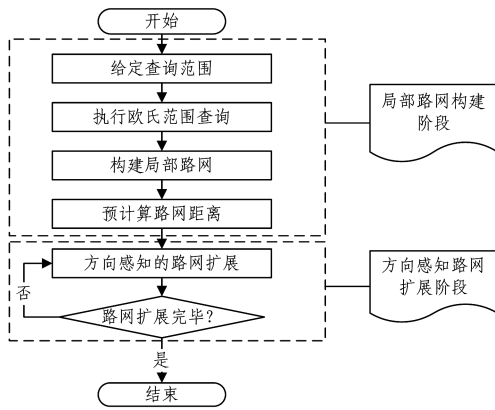 开始
给定查询范围
执行欧氏范围查询
构建局部路网
预计算路网距离
局部路网构建
阶段
方向感知的路网扩展
方向感知路网
扩展阶段
否
路网扩展完毕?
是
结束